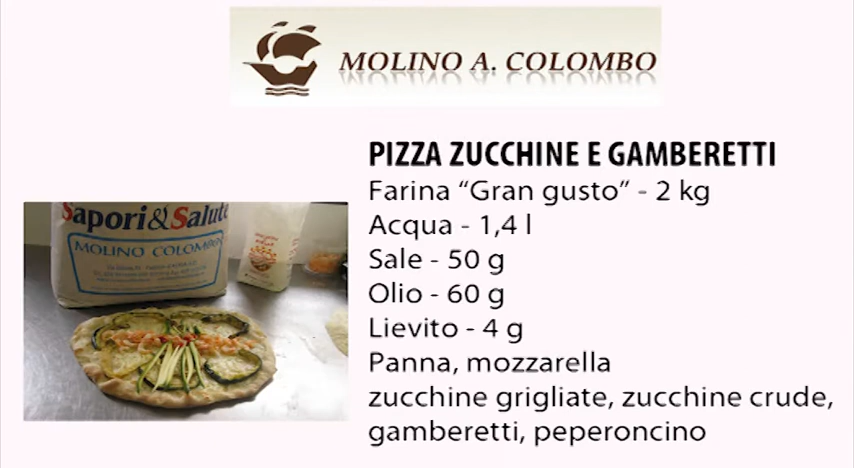 MOLINO A. COLOMBO
PIZZA ZUCCHINE E GAMBERETTI
Farina “Gran gusto” - 2 kg
Acqua - 1,4 l
Sale - 50 g
Olio - 60 g
Lievito - 4 g
Panna, mozzarella
zucchine grigliate, zucchine crude,
gamberetti, peperoncino
Sapori&Salute
MOLINO COLOMBO